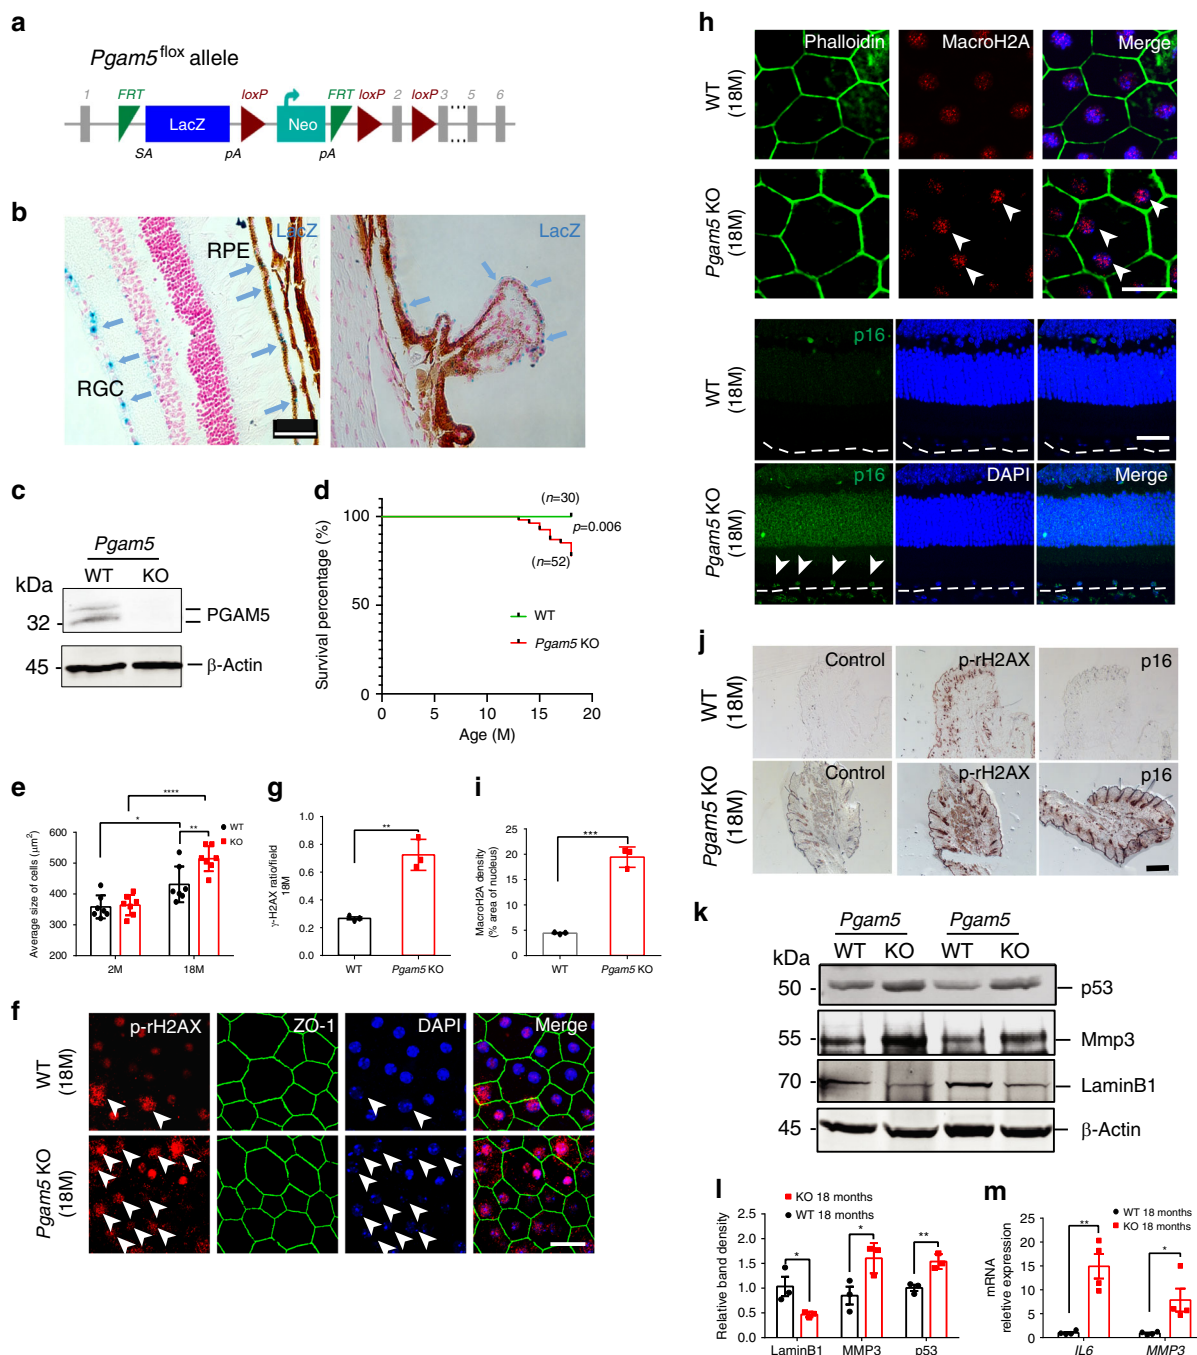 a
Pgam5flox allele
1 FRT loxP FRT loxP 2 loxP 3 5 6
LacZ Neo
SA pA pA
b
LacZ
RPE
RGC
LacZ
c
Pgam5
WT KO
kDa
32
PGAM5
45
β-Actin
d
Survival percentage (%)
100
50
0
(n=30)
p=0.006
(n=52)
WT
Pgam5 KO
0 5 10 15 20
Age (M)
e
Average size of cells (μm2)
600
500
400
300
200
****
*
**
WT
KO
2M 18M
g
γ-H2AX ratio/field
18M
1.0
0.8
0.6
0.4
0.2
0.0
**
WT Pgam5 KO
i
MacroH2A density
(% area of nucleus)
25
20
15
10
5
0
***
WT Pgam5 KO
f
p-rH2AX ZO-1 DAPI Merge
WT
(18M)
Pgam5 KO
(18M)
h
Phalloidin MacroH2A Merge
WT
(18M)
Pgam5 KO
(18M)
p16
WT
(18M)
p16 DAPI Merge
Pgam5 KO
(18M)
j
Control p-rH2AX p16
WT
(18M)
Control p-rH2AX p16
Pgam5 KO
(18M)
k
Pgam5 Pgam5
WT KO WT KO
kDa
50 p53
55 Mmp3
70 LaminB1
45 β-Actin
l
KO 18 months
WT 18 months
Relative band density
2.5
2.0
1.5
1.0
0.5
0.0
*
*
**
LaminB1 MMP3 p53
m
WT 18 months
KO 18 months
mRNA
reletive expression
20
15
10
5
0
**
*
IL6 MMP3